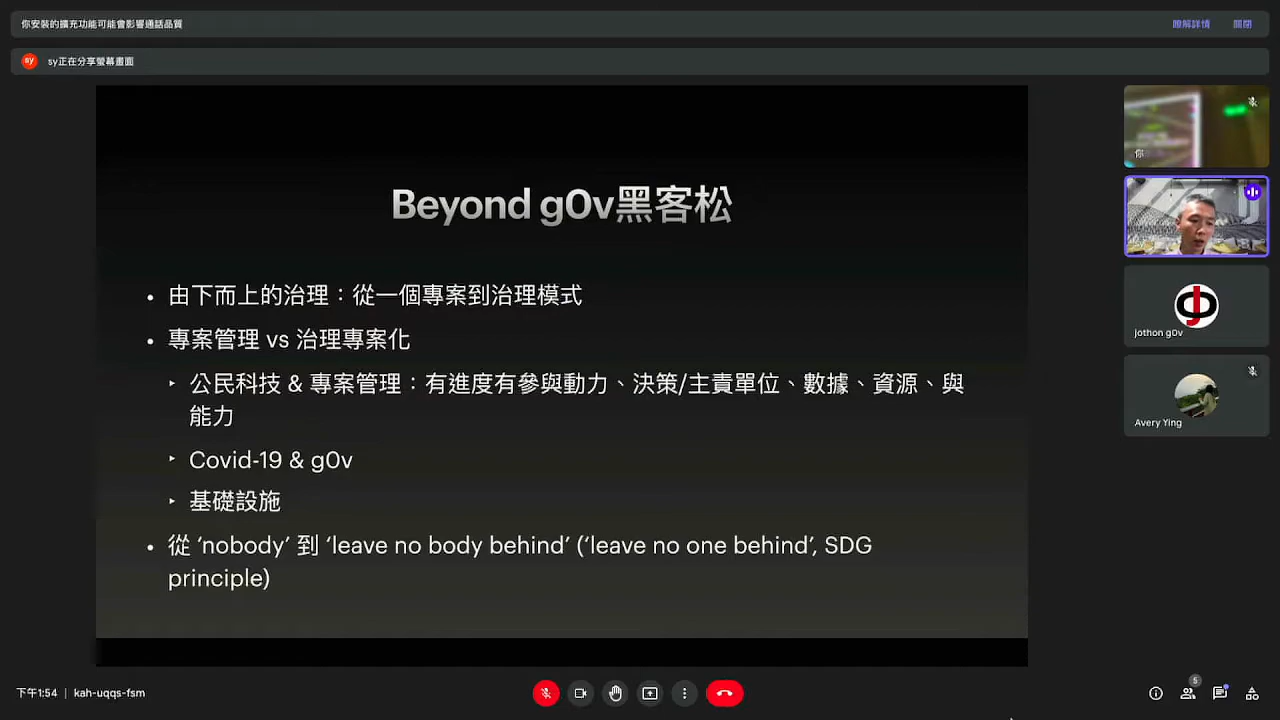 你安裝的擴充功能可能會影響通話品質
瞭解詳情
關閉
sy
sy正在分享螢幕畫面
Beyond g0v黑客松
• 由下而上的治理：從一個專案到治理模式
• 專案管理 vs 治理專案化
‣ 公民科技 & 專案管理：有進度有參與動力、決策/主責單位、數據、資源、與
能力
‣ Covid-19 & g0v
‣ 基礎設施
• 從 ‘nobody’ 到 ‘leave no body behind’ (‘leave no one behind’, SDG
principle)
你
jothon g0v
Avery Ying
下午1:54 | kah-uqqs-fsm
5